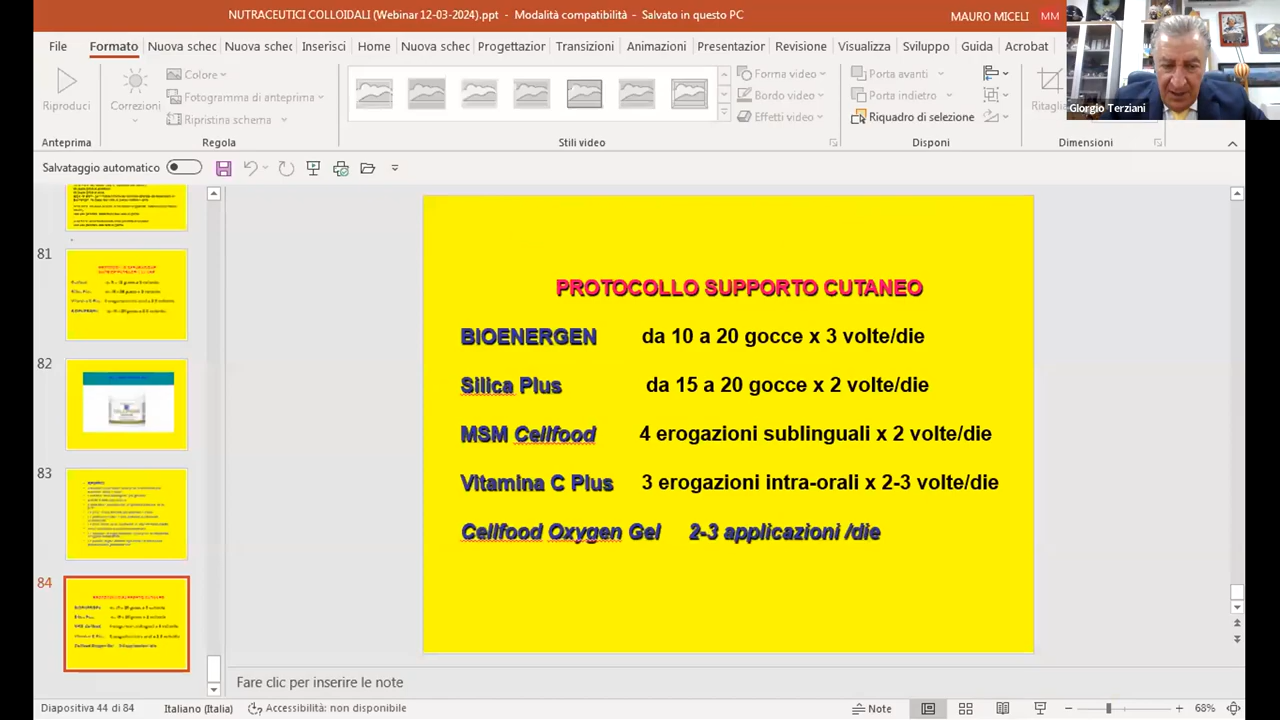 NUTRACEUTICI COLLOIDALI (Webinar 12-03-2024).ppt - Modalità compatibilità - Salvato in questo PC
MAURO MICELI MM
File Formato Nuova schec Nuova schec Inserisci Home Nuova schec Progettazior Transizioni Animazioni Presentazior Revisione Visualizza Sviluppo Guida Acrobat
Giorgio Terziani
Riproduci
Correzioni
Colore
Fotogramma di anteprima
Ripristina schema
Forma video
Bordo video
Effetti video
Porta avanti
Porta indietro
Riquadro di selezione
Ritaglia
Anteprima Regola Stili video Disponi Dimensioni
Salvataggio automatico
81
82
83
84
PROTOCOLLO SUPPORTO CUTANEO
BIOENERGEN da 10 a 20 gocce x 3 volte/die
Silica Plus da 15 a 20 gocce x 2 volte/die
MSM Cellfood 4 erogazioni sublinguali x 2 volte/die
Vitamina C Plus 3 erogazioni intra-orali x 2-3 volte/die
Cellfood Oxygen Gel 2-3 applicazioni /die
Fare clic per inserire le note
Diapositiva 44 di 84 Italiano (Italia) Accessibilità: non disponibile Note 68%